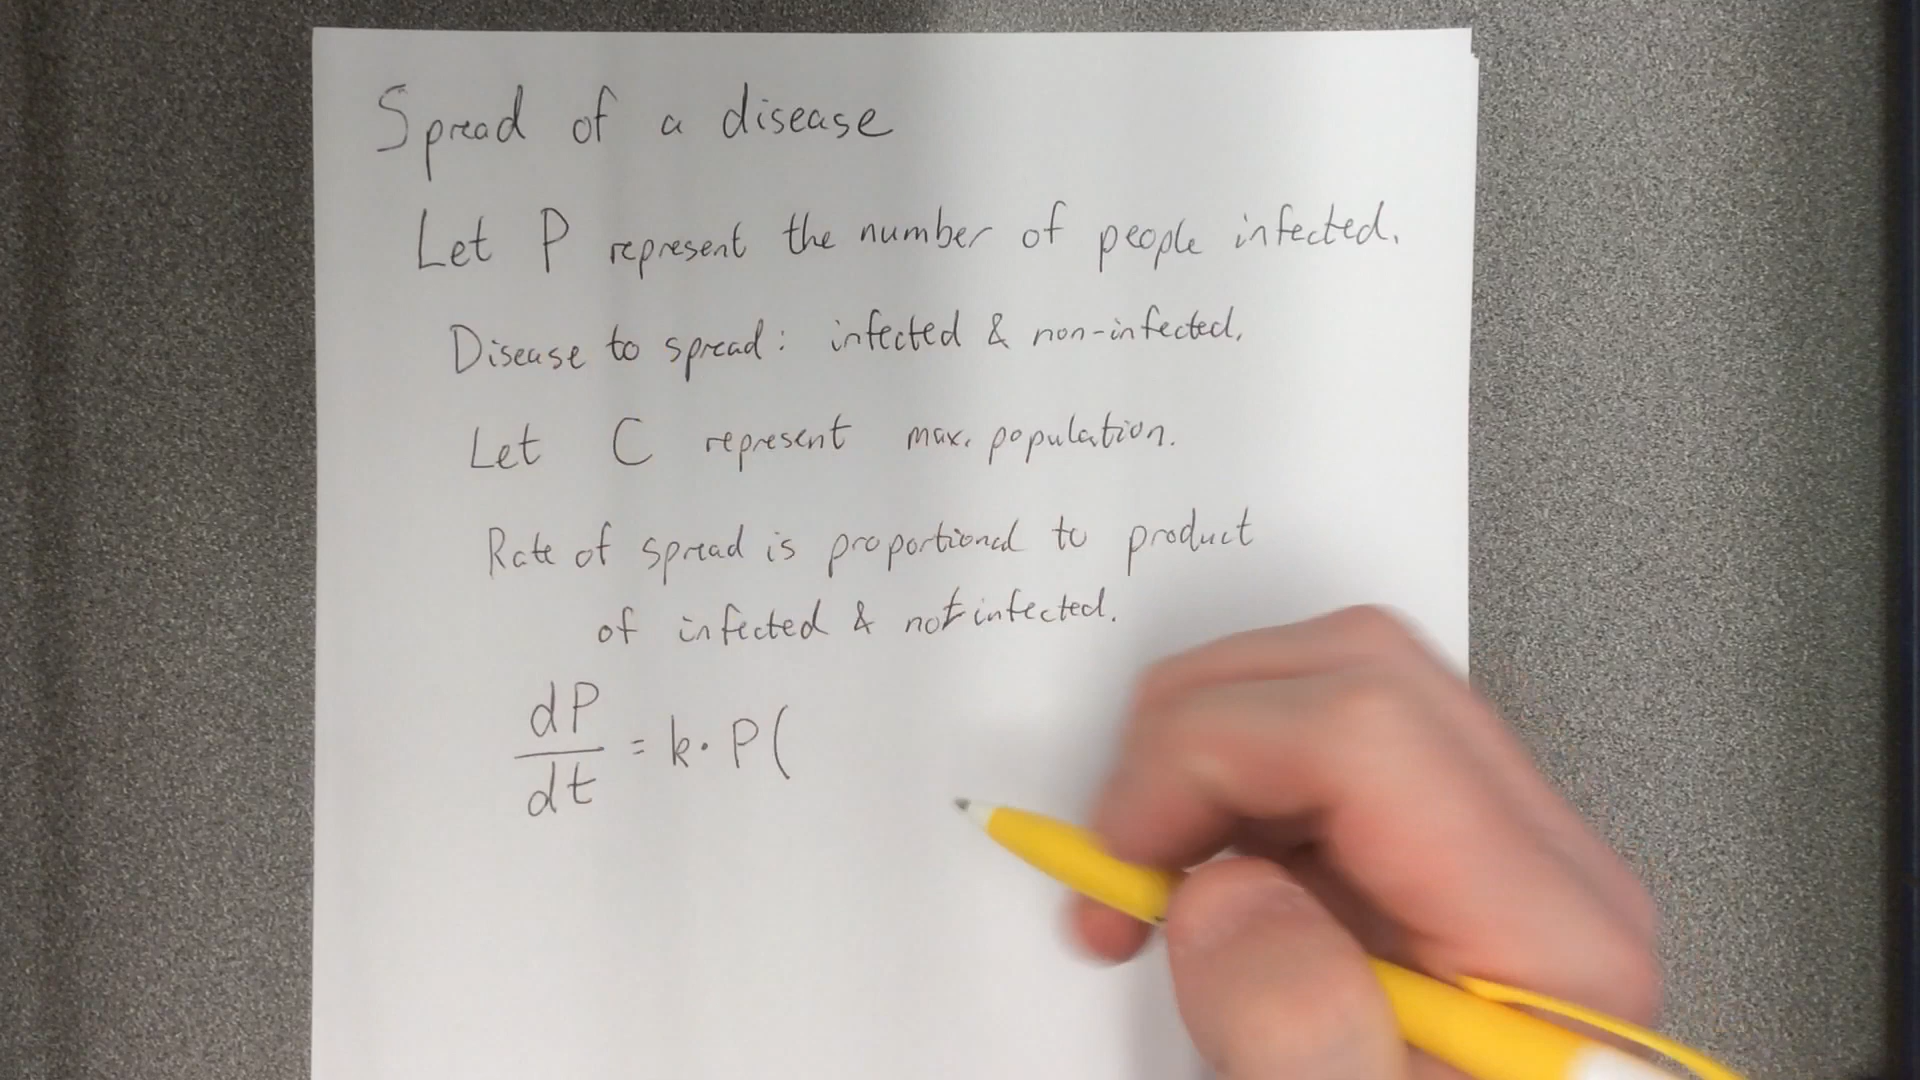 Spread of a disease
Let P represent the number of people infected.
Disease to spread: infected & non-infected.
Let C represent max. population.
Rate of spread is proportional to product
of infected & not infected.
dP/dt = k · P(